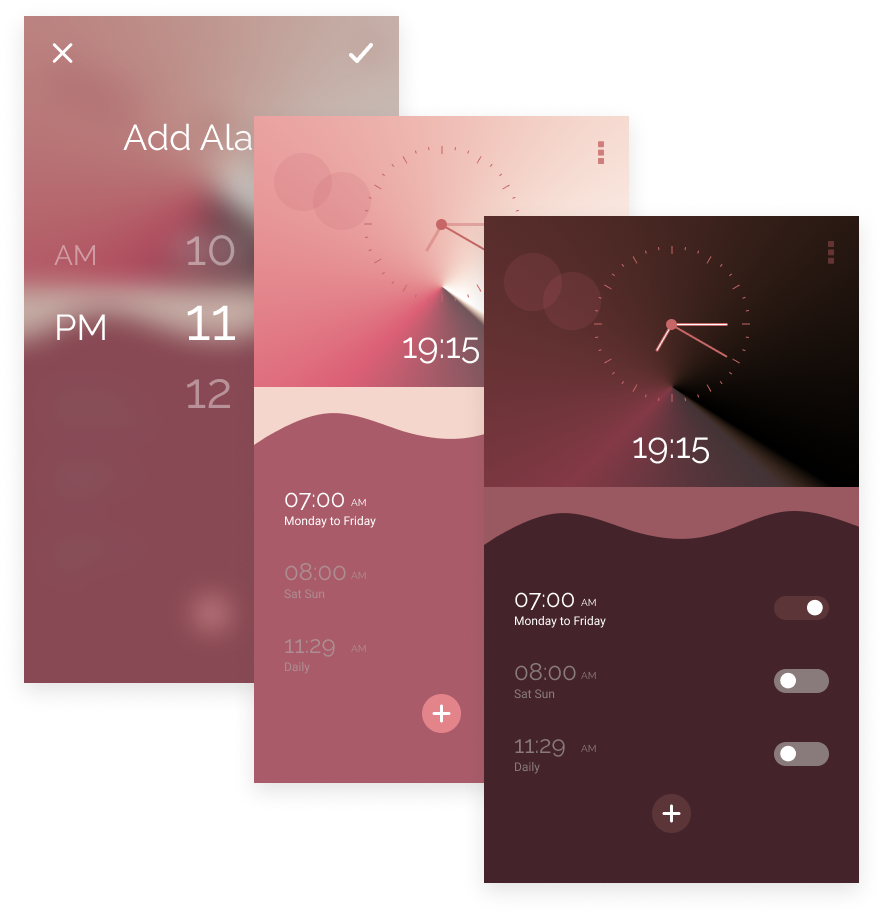 Add Ala
AM
PM
10
11
12
19:15
07:00 AM
Monday to Friday
08:00 AM
Sat Sun
11:29 AM
Daily
19:15
07:00 AM
Monday to Friday
08:00 AM
Sat Sun
11:29 AM
Daily